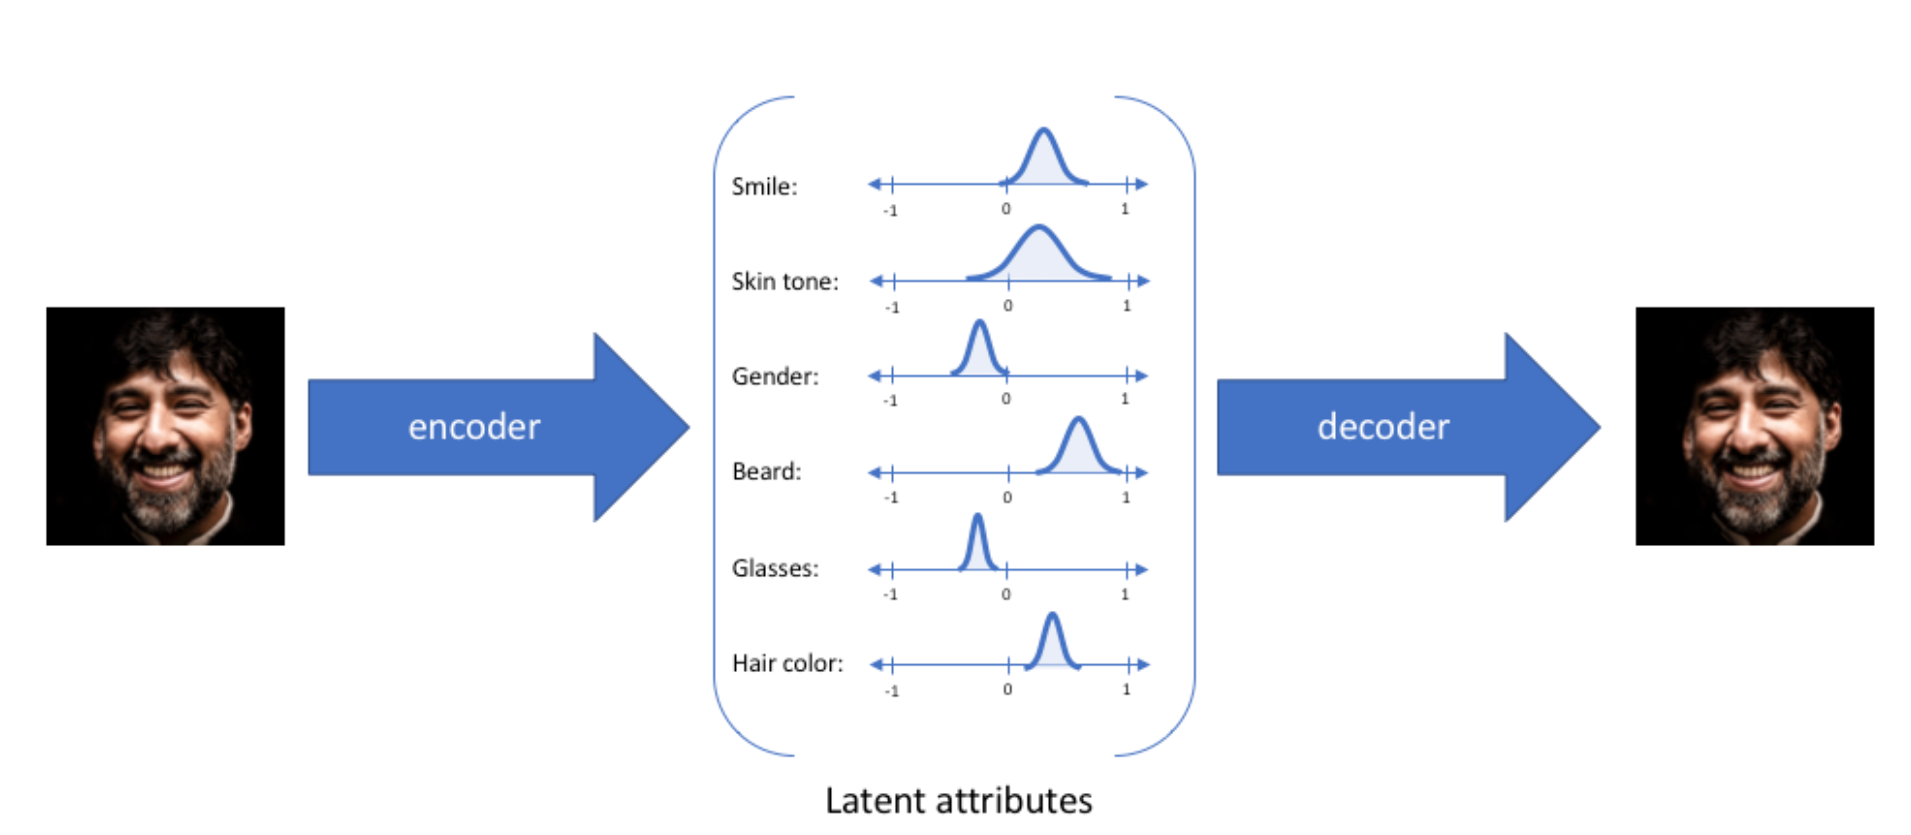 Smile:
-1 0 1
Skin tone:
-1 0 1
Gender:
-1 0 1
encoder
decoder
Beard:
-1 0 1
Glasses:
-1 0 1
Hair color:
-1 0 1
Latent attributes